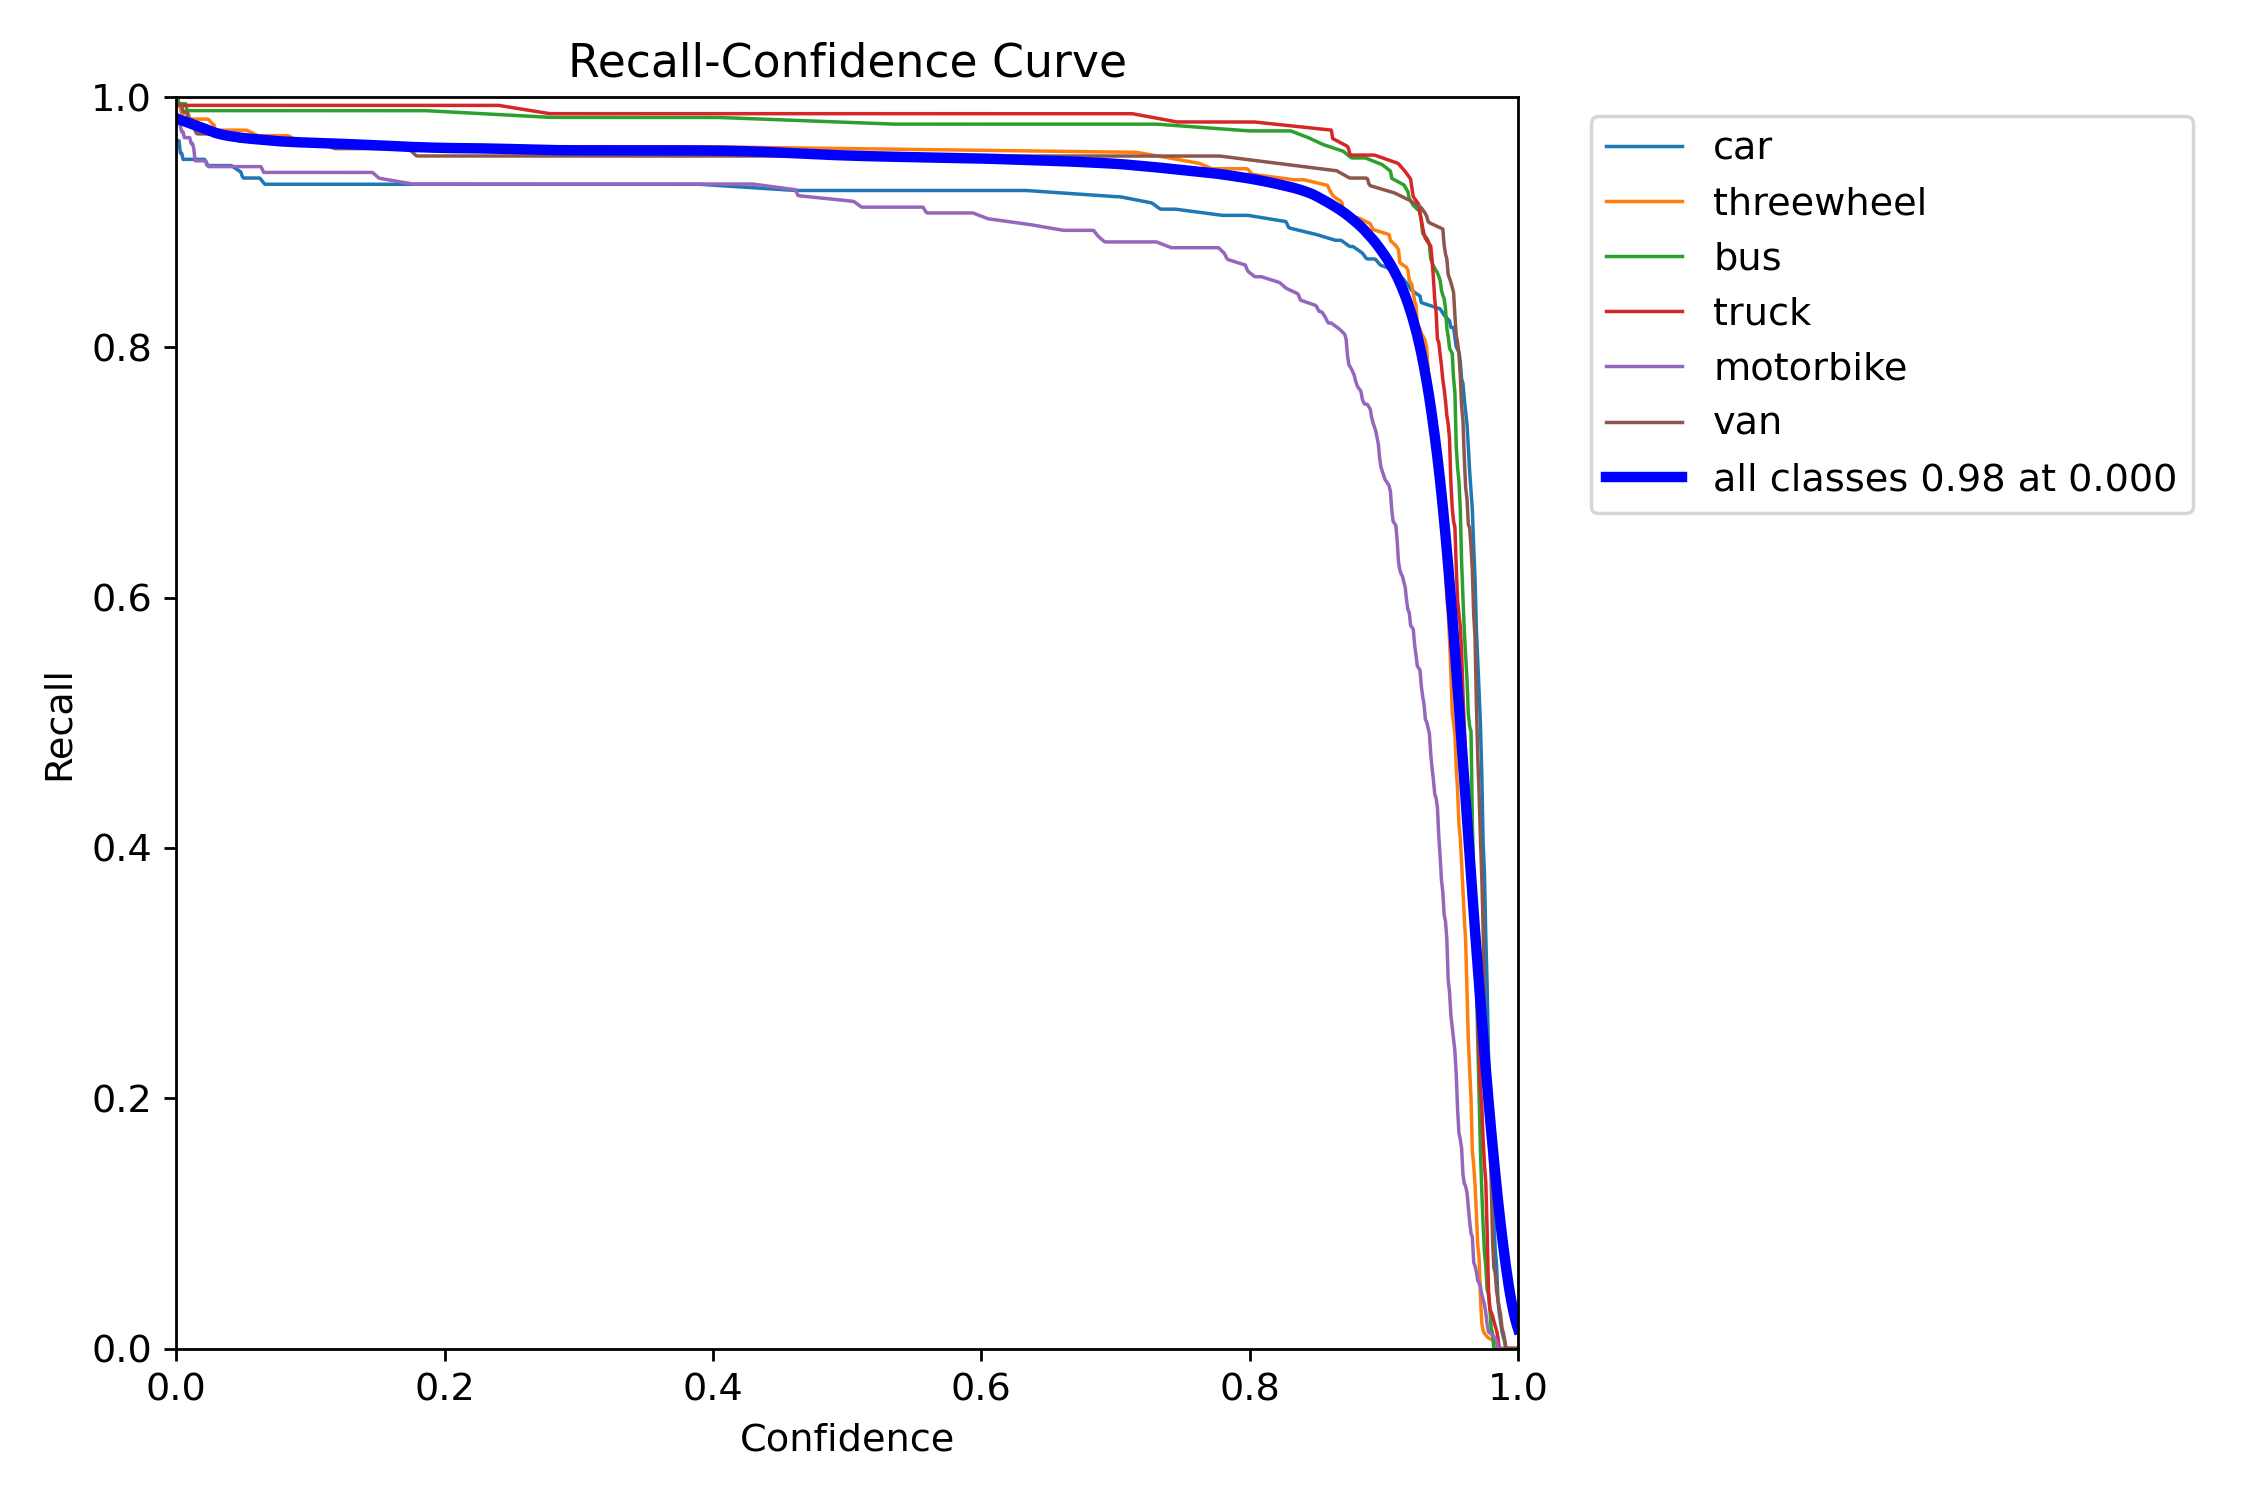 Recall-Confidence Curve
1.0
0.8
0.6
0.4
0.2
0.0
Recall
0.0 0.2 0.4 0.6 0.8 1.0
Confidence
car
threewheel
bus
truck
motorbike
van
all classes 0.98 at 0.000